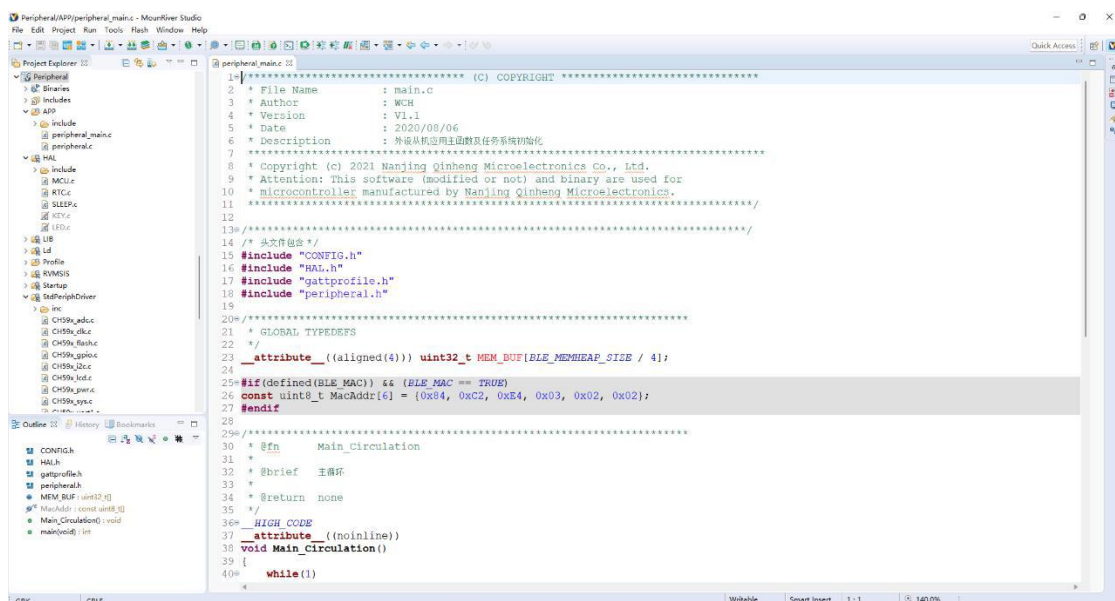 Peripheral/APP/peripheral_main.c - MounRiver Studio
File Edit Project Run Tools Flash Window Help
Quick Access
Project Explorer
Peripheral
Binaries
Includes
APP
include
peripheral_main.c
peripheral.c
HAL
include
MCU.c
RTC.c
SLEEP.c
KEY.c
LED.c
LIB
Ld
Profile
RVMSIS
Startup
StdPeriphDriver
inc
CH59x_adc.c
CH59x_clk.c
CH59x_flash.c
CH59x_gpio.c
CH59x_i2c.c
CH59x_lcd.c
CH59x_pwr.c
CH59x_sys.c
Outline History Bookmarks
CONFIG.h
HAL.h
gattprofile.h
peripheral.h
MEM_BUF : uint32_t[]
MacAddr : const uint8_t[]
Main_Circulation() : void
main(void) : int
peripheral_main.c
1 /********************************** (C) COPYRIGHT *******************************
2 * File Name : main.c
3 * Author : WCH
4 * Version : V1.1
5 * Date : 2020/08/06
6 * Description : 外设从机应用主函数及任务系统初始化
7 *********************************************************************************
8 * Copyright (c) 2021 Nanjing Qinheng Microelectronics Co., Ltd.
9 * Attention: This software (modified or not) and binary are used for
10 * microcontroller manufactured by Nanjing Qinheng Microelectronics.
11 *******************************************************************************/
12
13 /******************************************************************************/
14 /* 头文件包含 */
15 #include "CONFIG.h"
16 #include "HAL.h"
17 #include "gattprofile.h"
18 #include "peripheral.h"
19
20 /*********************************************************************
21 * GLOBAL TYPEDEFS
22 */
23 __attribute__((aligned(4))) uint32_t MEM_BUF[BLE_MEMHEAP_SIZE / 4];
24
25 #if(defined(BLE_MAC)) && (BLE_MAC == TRUE)
26 const uint8_t MacAddr[6] = {0x84, 0xC2, 0xE4, 0x03, 0x02, 0x02};
27 #endif
28
29 /*********************************************************************
30 * @fn Main_Circulation
31 *
32 * @brief 主循环
33 *
34 * @return none
35 */
36 __HIGH_CODE
37 __attribute__((noinline))
38 void Main_Circulation()
39 {
40 while(1)
Writable Smart Insert 1 : 1 140.0%